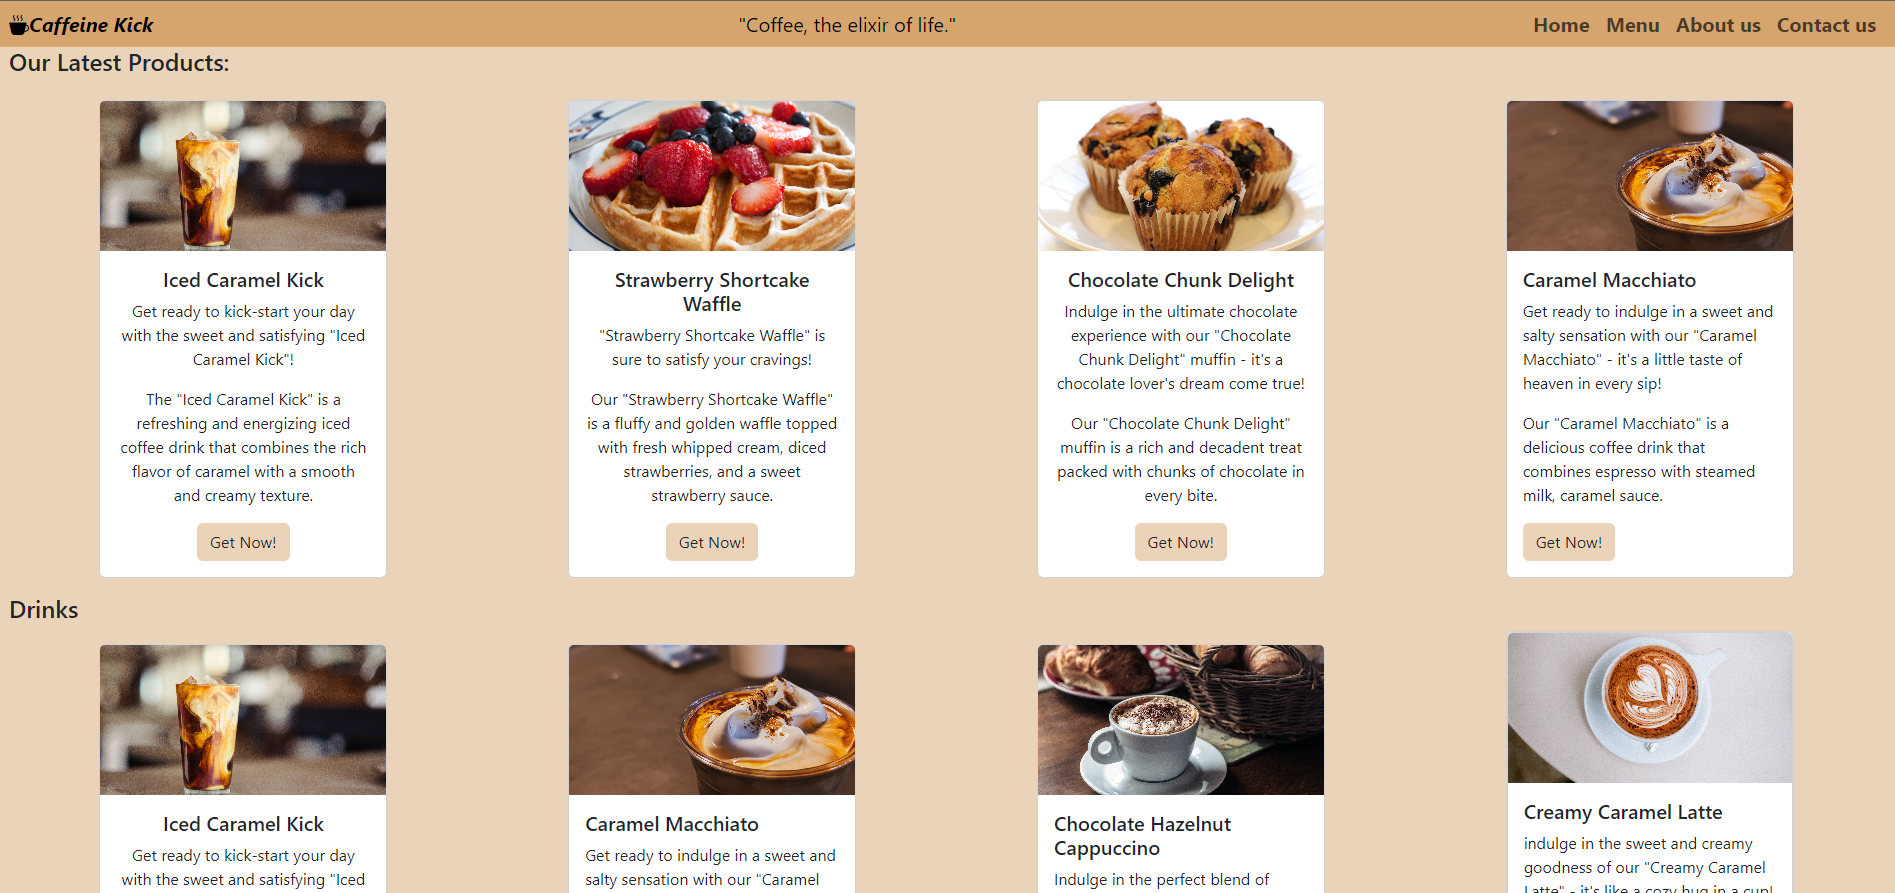 Caffeine Kick
"Coffee, the elixir of life."
Home Menu About us Contact us
Our Latest Products:
Iced Caramel Kick
Get ready to kick-start your day
with the sweet and satisfying "Iced
Caramel Kick"!
The "Iced Caramel Kick" is a
refreshing and energizing iced
coffee drink that combines the rich
flavor of caramel with a smooth
and creamy texture.
Get Now!
Strawberry Shortcake
Waffle
"Strawberry Shortcake Waffle" is
sure to satisfy your cravings!
Our "Strawberry Shortcake Waffle"
is a fluffy and golden waffle topped
with fresh whipped cream, diced
strawberries, and a sweet
strawberry sauce.
Get Now!
Chocolate Chunk Delight
Indulge in the ultimate chocolate
experience with our "Chocolate
Chunk Delight" muffin - it's a
chocolate lover's dream come true!
Our "Chocolate Chunk Delight"
muffin is a rich and decadent treat
packed with chunks of chocolate in
every bite.
Get Now!
Caramel Macchiato
Get ready to indulge in a sweet and
salty sensation with our "Caramel
Macchiato" - it's a little taste of
heaven in every sip!
Our "Caramel Macchiato" is a
delicious coffee drink that
combines espresso with steamed
milk, caramel sauce.
Get Now!
Drinks
Iced Caramel Kick
Get ready to kick-start your day
with the sweet and satisfying "Iced
Caramel Macchiato
Get ready to indulge in a sweet and
salty sensation with our "Caramel
Chocolate Hazelnut
Cappuccino
Indulge in the perfect blend of
Creamy Caramel Latte
indulge in the sweet and creamy
goodness of our "Creamy Caramel
Latte" - it's like a cozy hug in a cup!